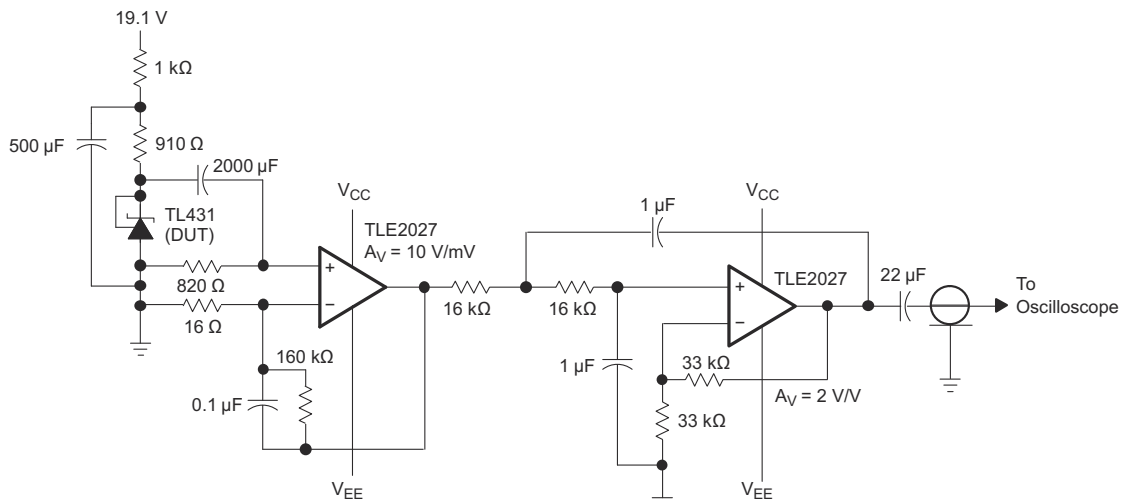 19.1 V
1 kΩ
500 µF
910 Ω
2000 µF
TL431
(DUT)
820 Ω
16 Ω
VCC
TLE2027
AV = 10 V/mV
+
−
160 kΩ
0.1 µF
VEE
16 kΩ
16 kΩ
1 µF
1 µF
VCC
TLE2027
+
−
33 kΩ
AV = 2 V/V
33 kΩ
VEE
22 µF
To
Oscilloscope